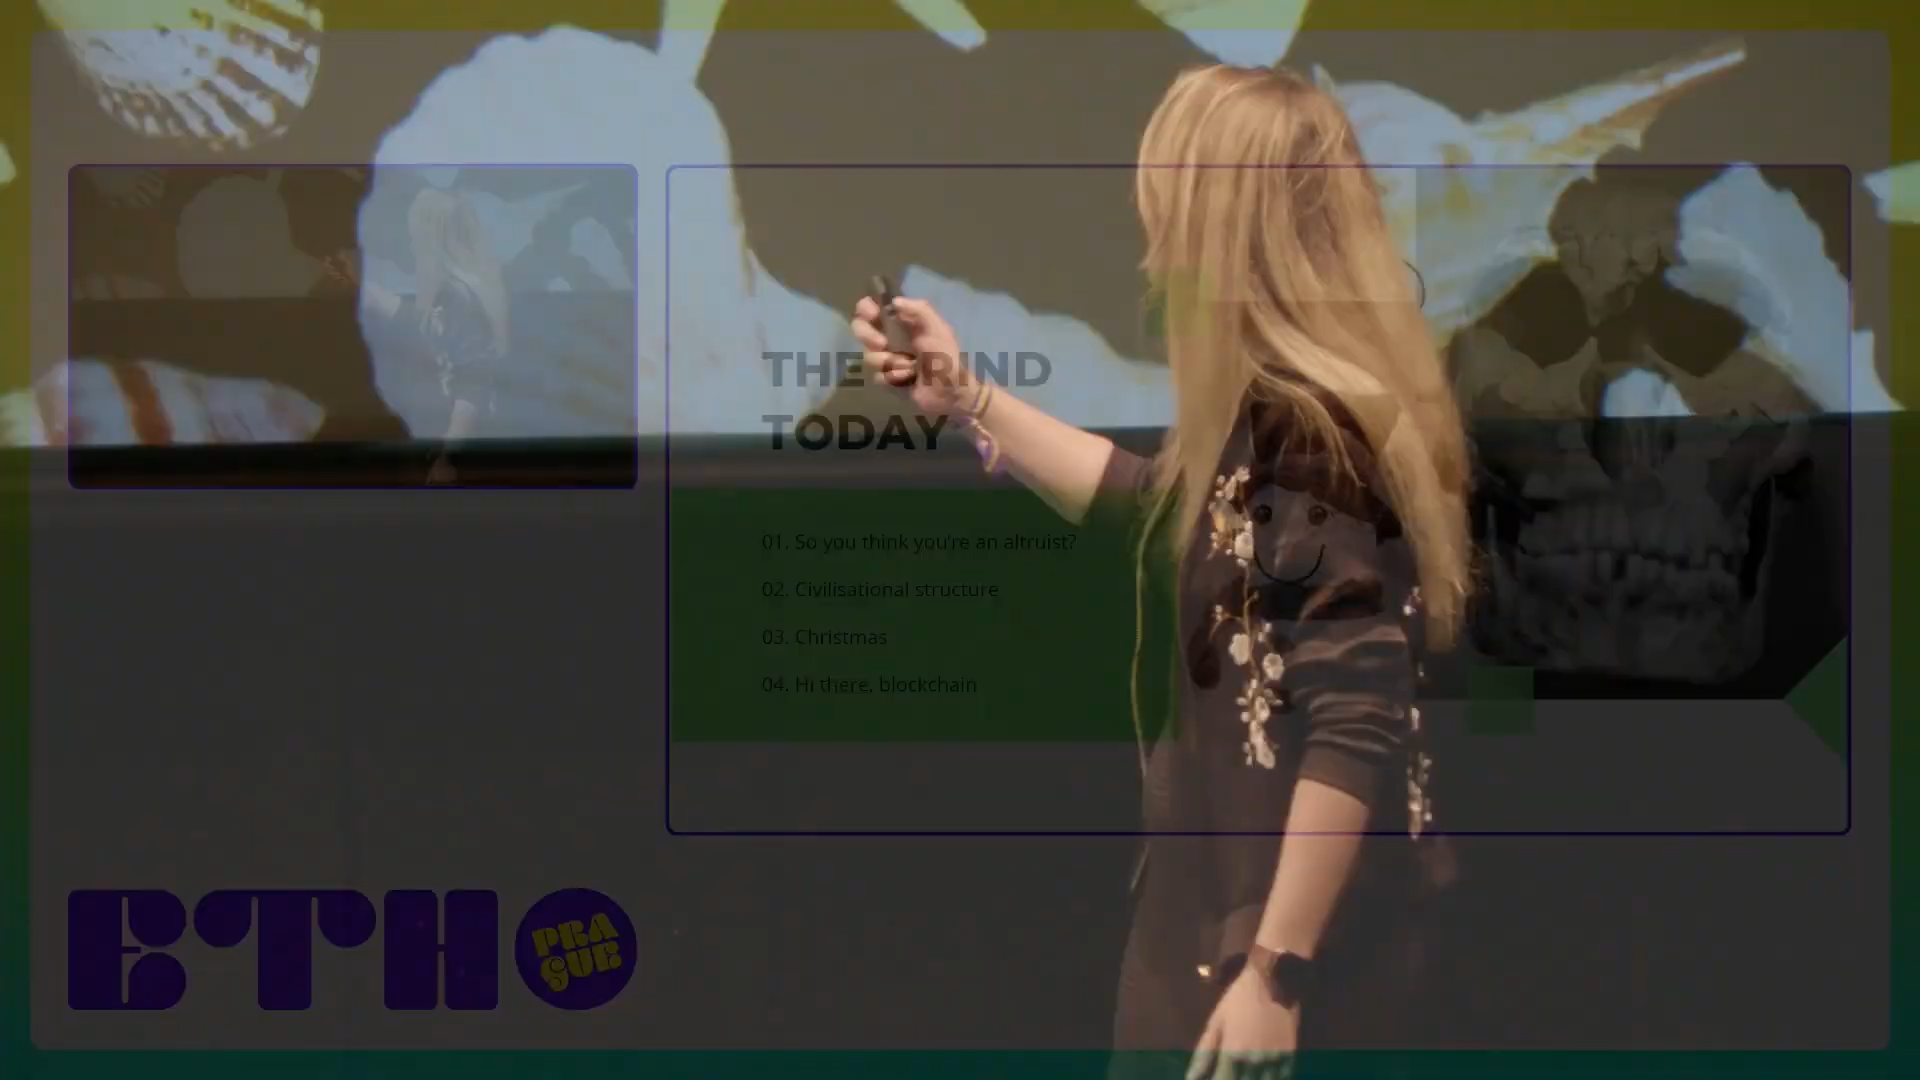 THE GRIND
TODAY
01. So you think you're an altruist?
02. Civilisational structure
03. Christmas
04. Hi there, blockchain
ETH
PRA
GUE